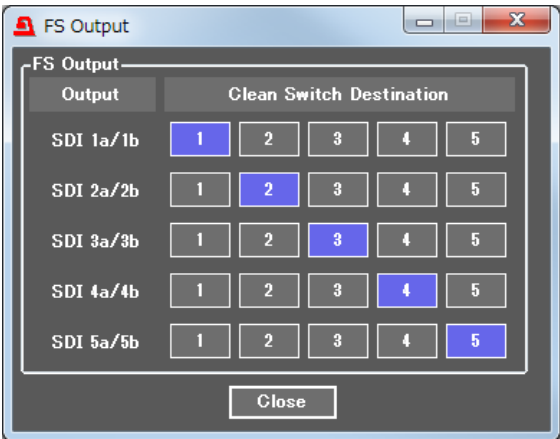 FS Output
FS Output
Output Clean Switch Destination
SDI 1a/1b 1 2 3 4 5
SDI 2a/2b 1 2 3 4 5
SDI 3a/3b 1 2 3 4 5
SDI 4a/4b 1 2 3 4 5
SDI 5a/5b 1 2 3 4 5
Close